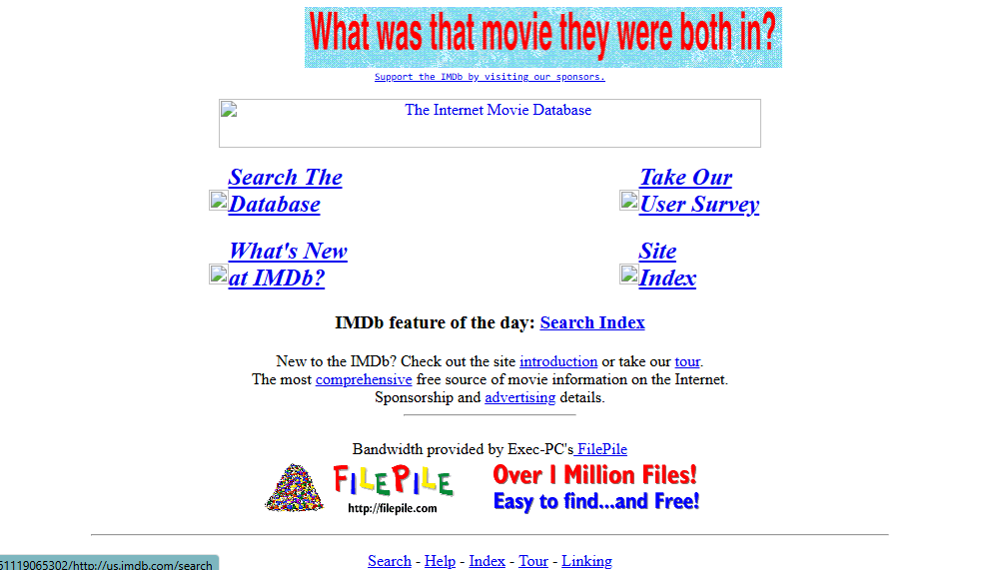 What was that movie they were both in?
Support the IMDb by visiting our sponsors.
The Internet Movie Database
Search The
Database
Take Our
User Survey
What's New
at IMDb?
Site
Index
IMDb feature of the day: Search Index
New to the IMDb? Check out the site introduction or take our tour.
The most comprehensive free source of movie information on the Internet.
Sponsorship and advertising details.
Bandwidth provided by Exec-PC's FilePile
FILEPILE
http://filepile.com
Over 1 Million Files!
Easy to find...and Free!
Search - Help - Index - Tour - Linking
61119065302/http://us.imdb.com/search